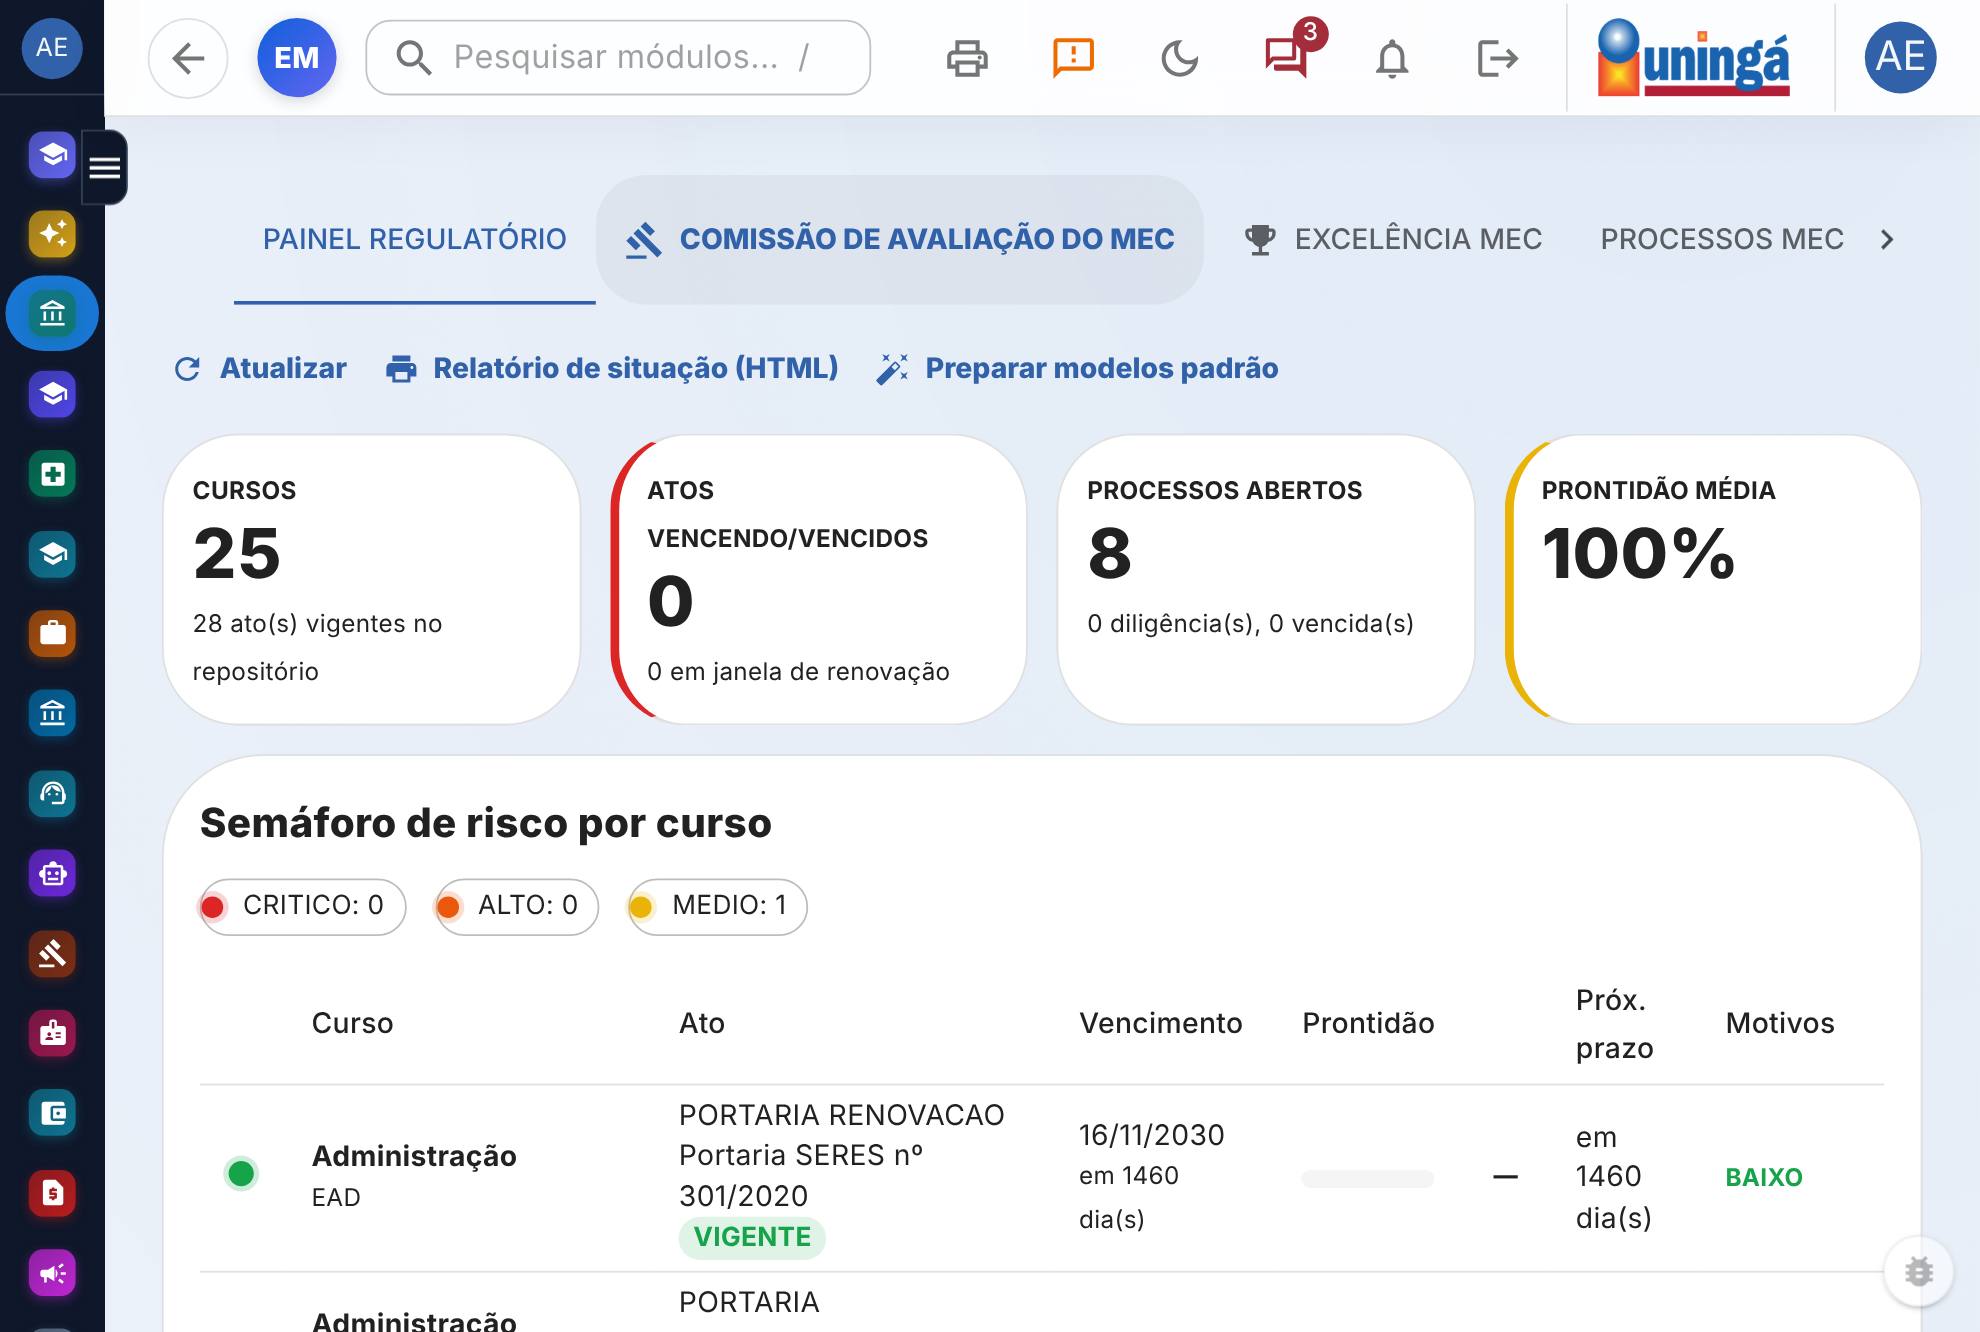 AE
EM
Pesquisar módulos... /
3
uningá
AE
PAINEL REGULATÓRIO
COMISSÃO DE AVALIAÇÃO DO MEC
EXCELÊNCIA MEC
PROCESSOS MEC
Atualizar
Relatório de situação (HTML)
Preparar modelos padrão
CURSOS
25
28 ato(s) vigentes no
repositório
ATOS
VENCENDO/VENCIDOS
0
0 em janela de renovação
PROCESSOS ABERTOS
8
0 diligência(s), 0 vencida(s)
PRONTIDÃO MÉDIA
100%
Semáforo de risco por curso
CRITICO: 0
ALTO: 0
MEDIO: 1
Curso
Ato
Vencimento
Prontidão
Próx.
prazo
Motivos
Administração
EAD
PORTARIA RENOVACAO
Portaria SERES nº
301/2020
VIGENTE
16/11/2030
em 1460
dia(s)
—
em
1460
dia(s)
BAIXO
Administração
PORTARIA